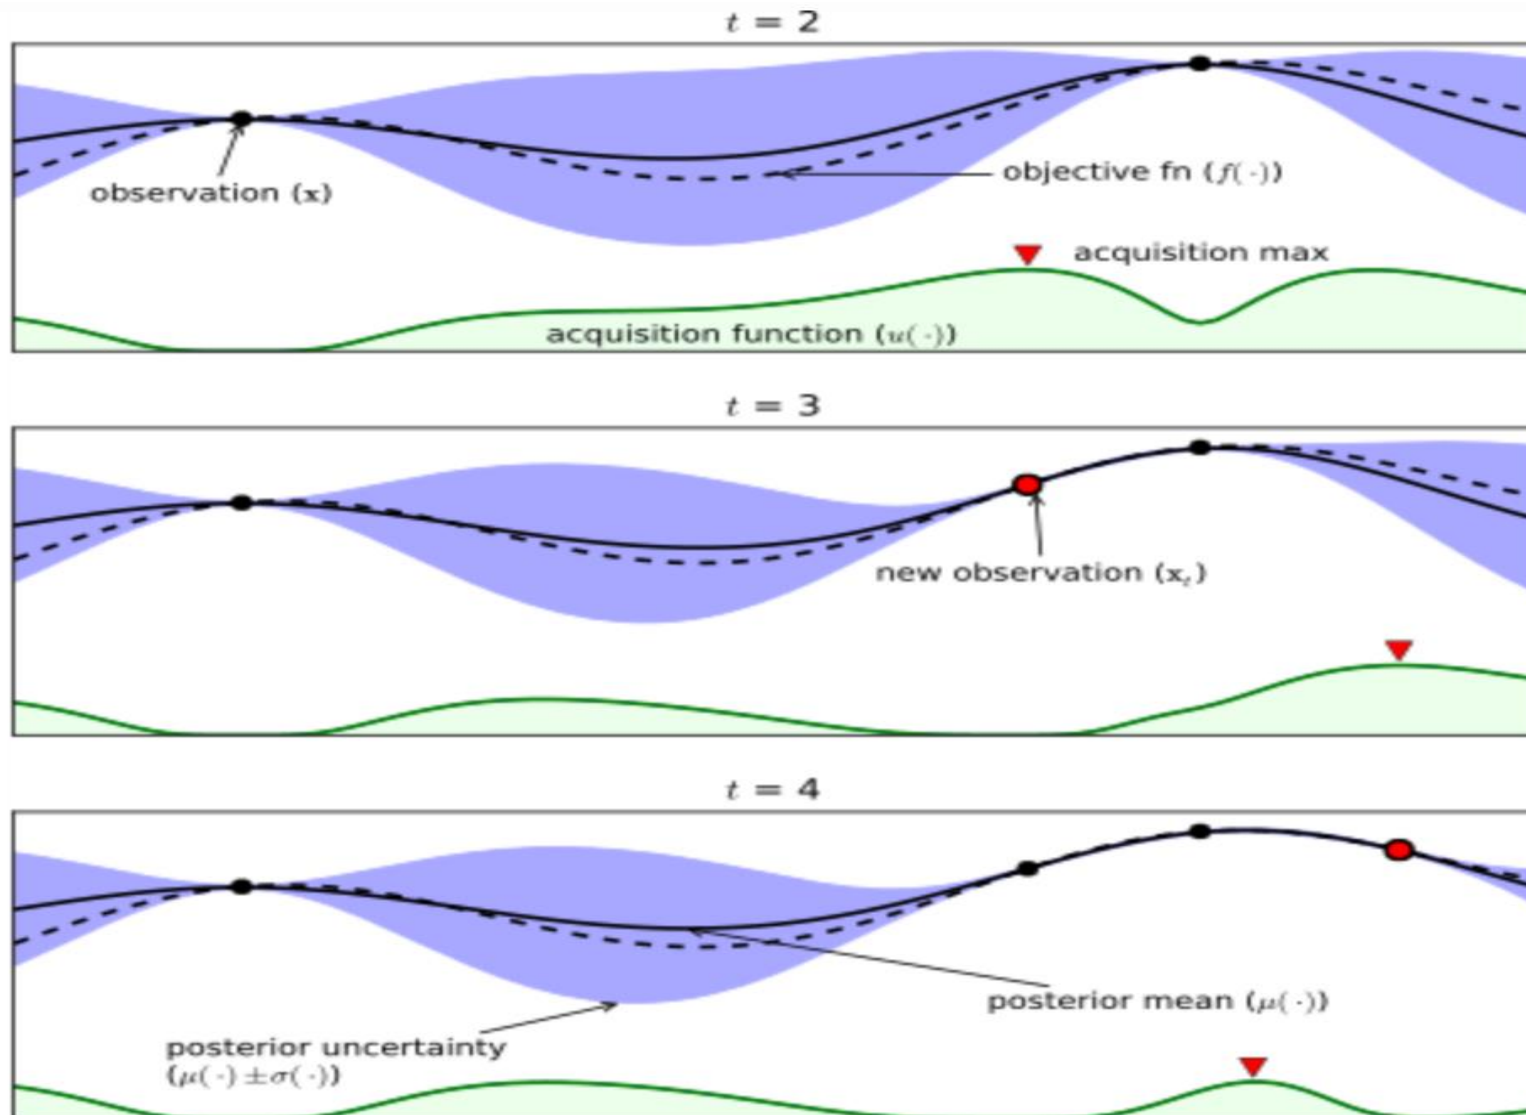 t = 2
observation (x)
objective fn (f(·))
acquisition max
acquisition function (u(·))
t = 3
new observation (xₜ)
t = 4
posterior mean (μ(·))
posterior uncertainty
(μ(·) ±σ(·))